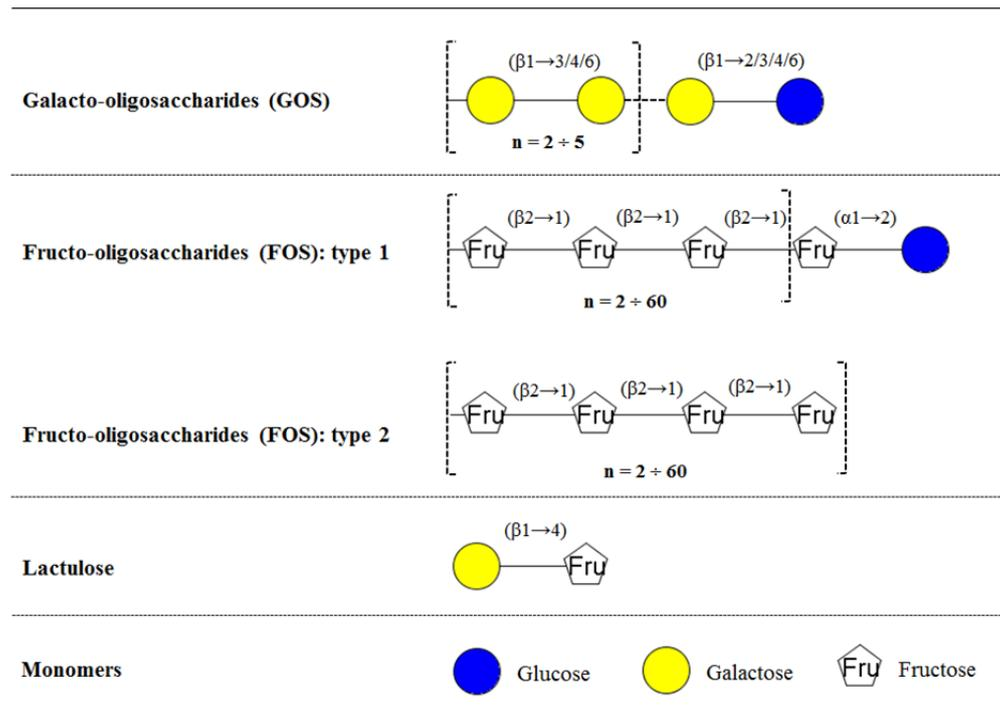 (β1→3/4/6) (β1→2/3/4/6)
Galacto-oligosaccharides (GOS)
n = 2 ÷ 5
(β2→1) (β2→1) (β2→1) (α1→2)
Fructo-oligosaccharides (FOS): type 1 Fru Fru Fru Fru
n = 2 ÷ 60
(β2→1) (β2→1) (β2→1)
Fru Fru Fru Fru
Fructo-oligosaccharides (FOS): type 2
n = 2 ÷ 60
(β1→4)
Lactulose Fru
Monomers Glucose Galactose Fru Fructose